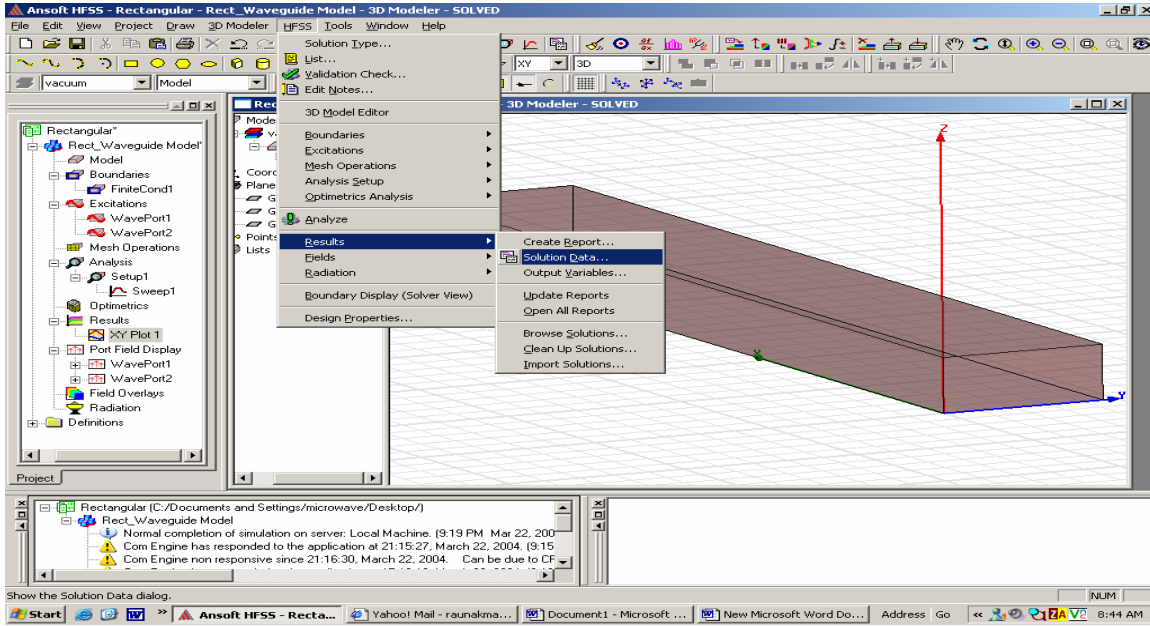 Ansoft HFSS - Rectangular - Rect_Waveguide Model - 3D Modeler - SOLVED
File Edit View Project Draw 3D Modeler HFSS Tools Window Help
XY 3D
vacuum Model
Solution Type...
List...
Validation Check...
Edit Notes...
3D Model Editor
Boundaries
Excitations
Mesh Operations
Analysis Setup
Optimetrics Analysis
Analyze
Results
Fields
Radiation
Boundary Display (Solver View)
Design Properties...
Create Report...
Solution Data...
Output Variables...
Update Reports
Open All Reports
Browse Solutions...
Clean Up Solutions...
Import Solutions...
Rectangular*
Rect_Waveguide Model*
Model
Boundaries
FiniteCond1
Excitations
WavePort1
WavePort2
Mesh Operations
Analysis
Setup1
Sweep1
Optimetrics
Results
XY Plot 1
Port Field Display
WavePort1
WavePort2
Field Overlays
Radiation
Definitions
Project
Rec
3D Modeler - SOLVED
Mode
v
Coord
Plane
G
G
G
Points
Lists
Z
X
Y
Rectangular (C:/Documents and Settings/microwave/Desktop/)
Rect_Waveguide Model
Normal completion of simulation on server: Local Machine. (9:19 PM Mar 22, 200
Com Engine has responded to the application at 21:15:27, March 22, 2004. (9:15
Com Engine non responsive since 21:16:30, March 22, 2004. Can be due to CF
Show the Solution Data dialog.
NUM
Start
Ansoft HFSS - Recta...
Yahoo! Mail - raunakma...
Document1 - Microsoft ...
New Microsoft Word Do...
Address Go
8:44 AM